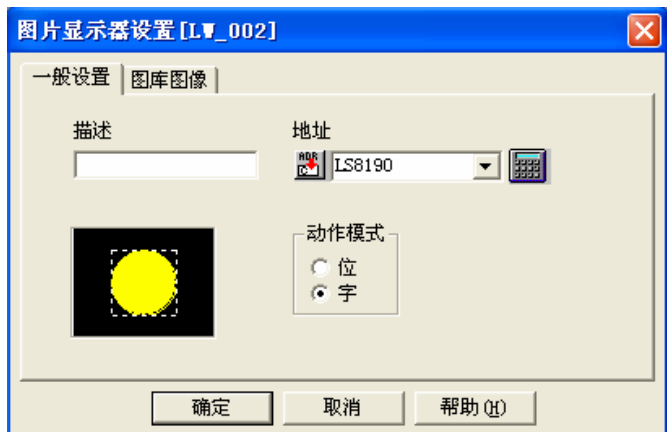 图片显示器设置[LW_002]
一般设置 图库图像
描述 地址
ADR
LS8190
动作模式
位
字
确定 取消 帮助(H)